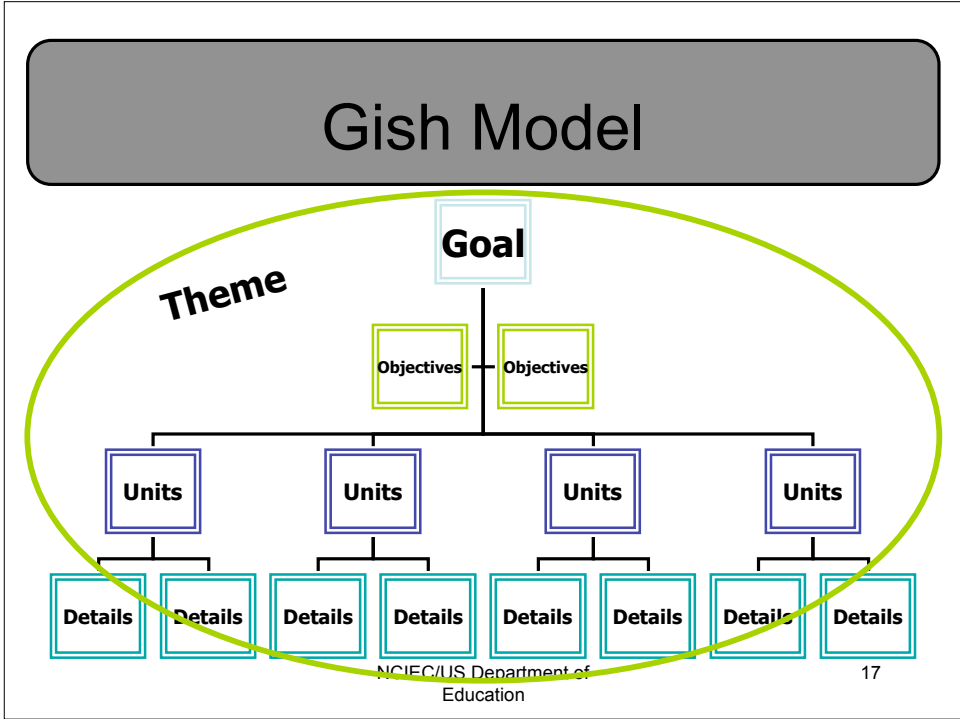 Gish Model
Goal
Theme
Objectives Objectives
Units Units Units Units
Details Details Details Details Details Details Details Details
NCIEC/US Department of
Education
17